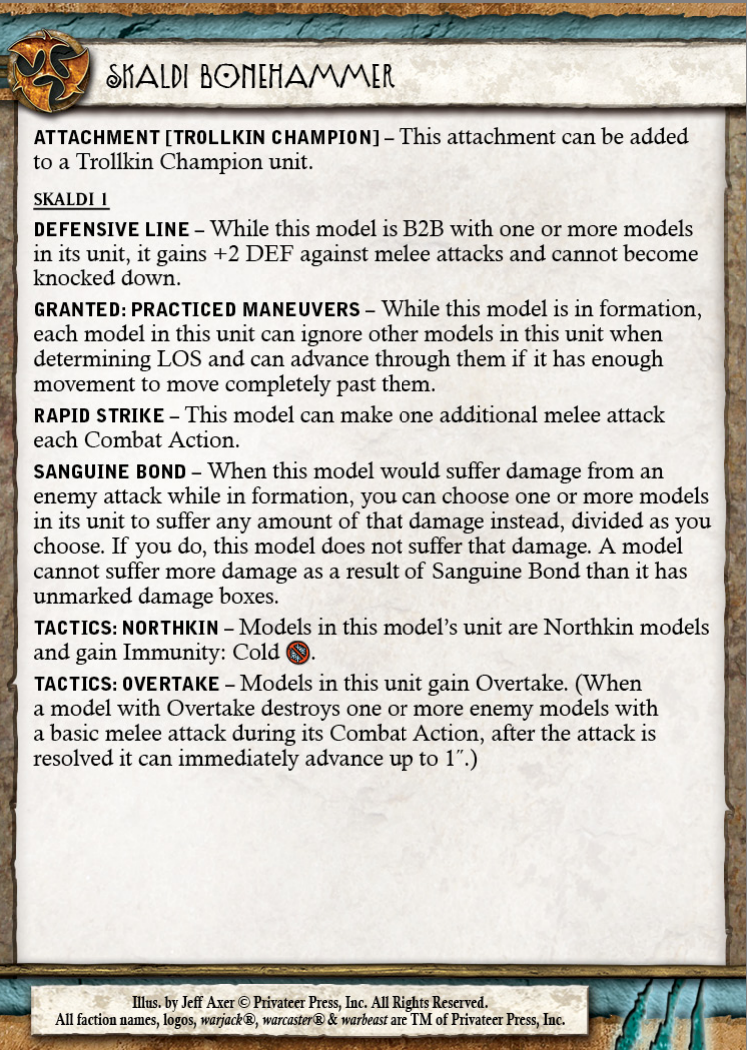 SKALDI BONEHAMMER
ATTACHMENT [TROLLKIN CHAMPION] – This attachment can be added
to a Trollkin Champion unit.
SKALDI 1
DEFENSIVE LINE – While this model is B2B with one or more models
in its unit, it gains +2 DEF against melee attacks and cannot become
knocked down.
GRANTED: PRACTICED MANEUVERS – While this model is in formation,
each model in this unit can ignore other models in this unit when
determining LOS and can advance through them if it has enough
movement to move completely past them.
RAPID STRIKE – This model can make one additional melee attack
each Combat Action.
SANGUINE BOND – When this model would suffer damage from an
enemy attack while in formation, you can choose one or more models
in its unit to suffer any amount of that damage instead, divided as you
choose. If you do, this model does not suffer that damage. A model
cannot suffer more damage as a result of Sanguine Bond than it has
unmarked damage boxes.
TACTICS: NORTHKIN – Models in this model’s unit are Northkin models
and gain Immunity: Cold .
TACTICS: OVERTAKE – Models in this unit gain Overtake. (When
a model with Overtake destroys one or more enemy models with
a basic melee attack during its Combat Action, after the attack is
resolved it can immediately advance up to 1˝.)
Illus. by Jeff Axer © Privateer Press, Inc. All Rights Reserved.
All faction names, logos, warjack®, warcaster® & warbeast are TM of Privateer Press, Inc.